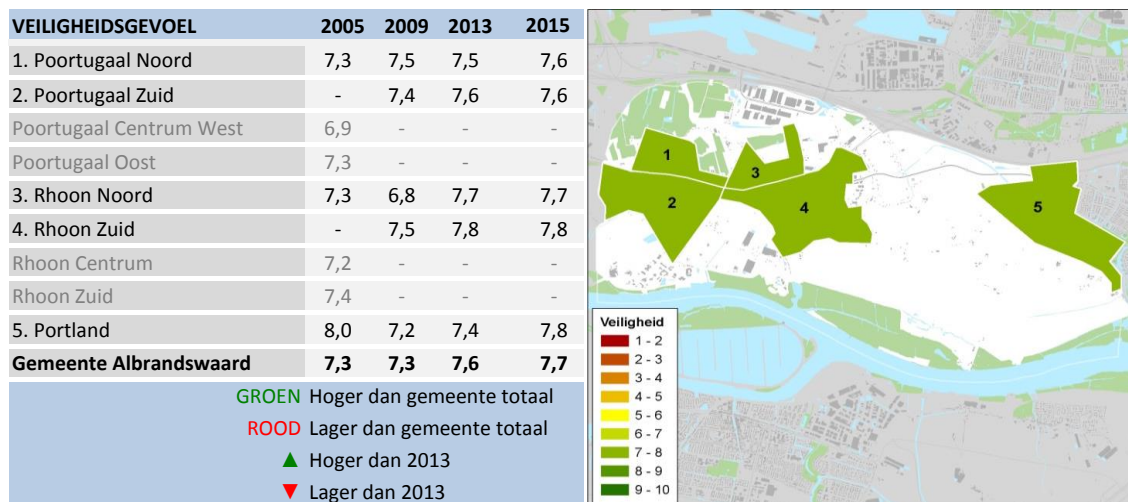 VEILIGHEIDSGEVOEL 2005 2009 2013 2015
1. Poortugaal Noord 7,3 7,5 7,5 7,6
2. Poortugaal Zuid - 7,4 7,6 7,6
Poortugaal Centrum West 6,9 - - -
Poortugaal Oost 7,3 - - -
3. Rhoon Noord 7,3 6,8 7,7 7,7
4. Rhoon Zuid - 7,5 7,8 7,8
Rhoon Centrum 7,2 - - -
Rhoon Zuid 7,4 - - -
5. Portland 8,0 7,2 7,4 7,8
Gemeente Albrandswaard 7,3 7,3 7,6 7,7
GROEN Hoger dan gemeente totaal
ROOD Lager dan gemeente totaal
▲ Hoger dan 2013
▼ Lager dan 2013
1
2
3
4
5
Veiligheid
1 - 2
2 - 3
3 - 4
4 - 5
5 - 6
6 - 7
7 - 8
8 - 9
9 - 10